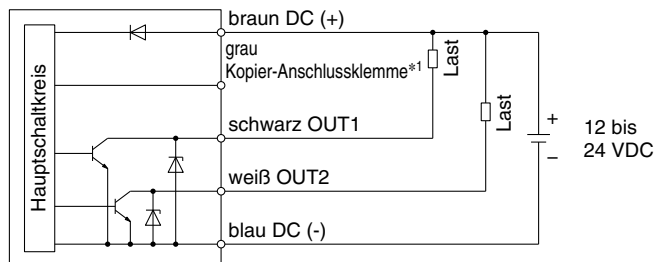 braun DC (+)
grau
Kopier-Anschlussklemme*1
Last
Last
Hauptschaltkreis
schwarz OUT1
weiß OUT2
blau DC (-)
+
−
12 bis
24 VDC